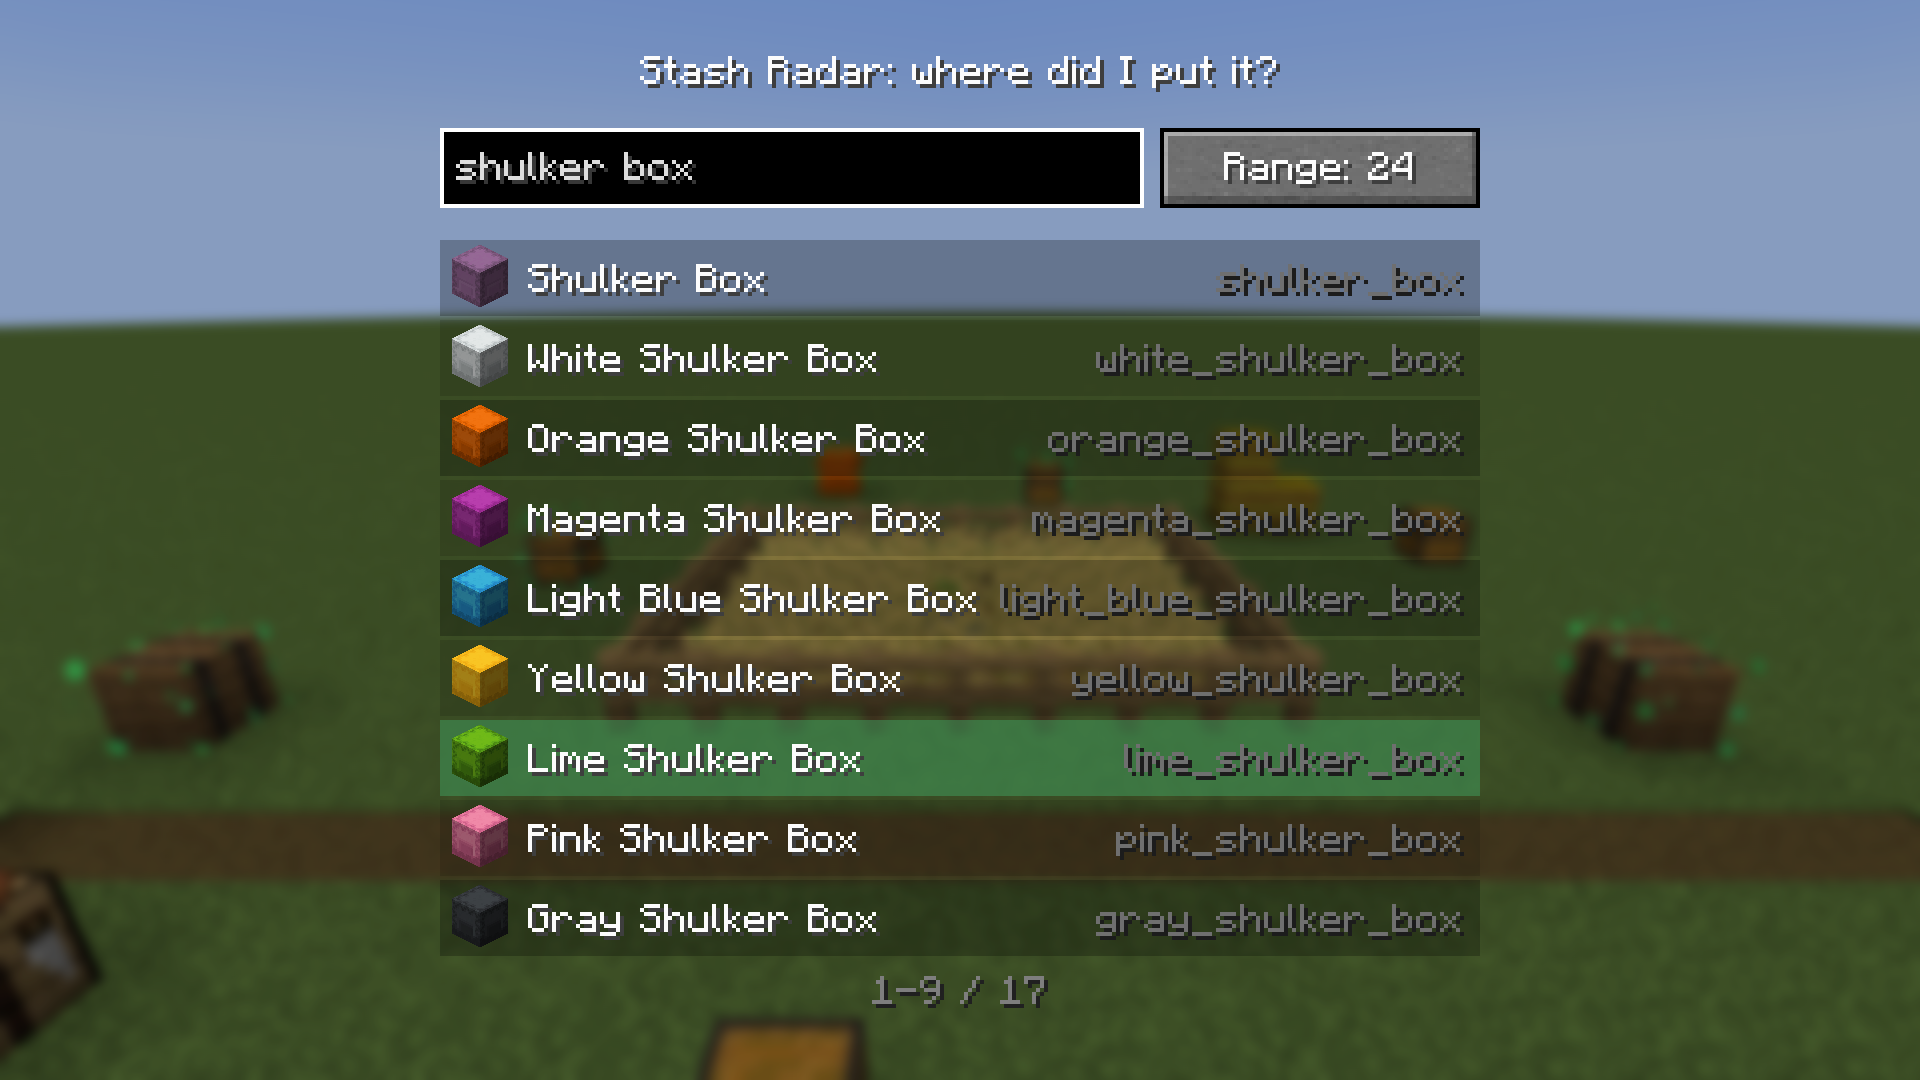 Stash Radar: where did I put it?
shulker box
Range: 24
Shulker Box shulker_box
White Shulker Box white_shulker_box
Orange Shulker Box orange_shulker_box
Magenta Shulker Box magenta_shulker_box
Light Blue Shulker Box light_blue_shulker_box
Yellow Shulker Box yellow_shulker_box
Lime Shulker Box lime_shulker_box
Pink Shulker Box pink_shulker_box
Gray Shulker Box gray_shulker_box
1-9 / 17